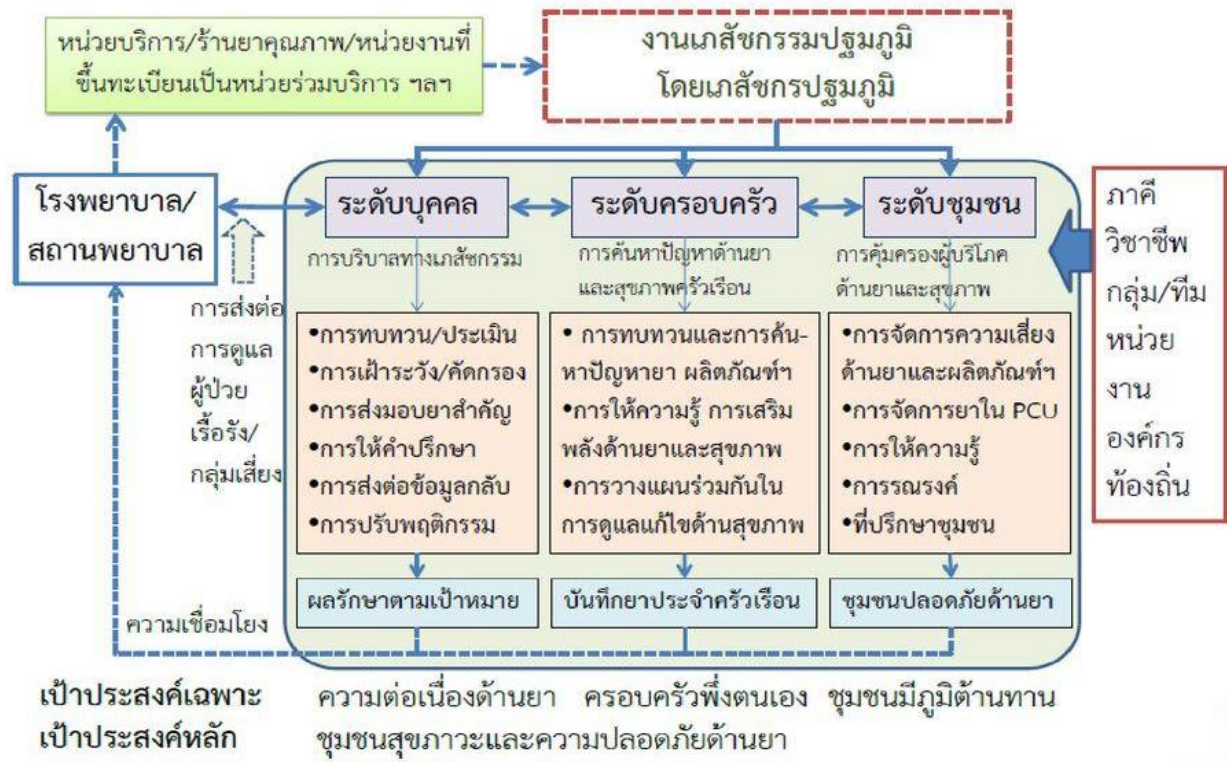 หน่วยบริการ/ร้านยาคุณภาพ/หน่วยงานที่
ขึ้นทะเบียนเป็นหน่วยร่วมบริการ ฯลฯ
งานเภสัชกรรมปฐมภูมิ
โดยเภสัชกรปฐมภูมิ
โรงพยาบาล/
สถานพยาบาล
การส่งต่อ
การดูแล
ผู้ป่วย
เรื้อรัง/
กลุ่มเสี่ยง
ระดับบุคคล
การบริบาลทางเภสัชกรรม
•การทบทวน/ประเมิน
•การเฝ้าระวัง/คัดกรอง
•การส่งมอบยาสำคัญ
•การให้คำปรึกษา
•การส่งต่อข้อมูลกลับ
•การปรับพฤติกรรม
ผลรักษาตามเป้าหมาย
ระดับครอบครัว
การค้นหาปัญหาด้านยา
และสุขภาพครัวเรือน
• การทบทวนและการค้น-
หาปัญหายา ผลิตภัณฑ์ฯ
•การให้ความรู้ การเสริม
พลังด้านยาและสุขภาพ
•การวางแผนร่วมกันใน
การดูแลแก้ไขด้านสุขภาพ
บันทึกยาประจำครัวเรือน
ระดับชุมชน
การคุ้มครองผู้บริโภค
ด้านยาและสุขภาพ
•การจัดการความเสี่ยง
ด้านยาและผลิตภัณฑ์ฯ
•การจัดการยาใน PCU
•การให้ความรู้
•การรณรงค์
•ที่ปรึกษาชุมชน
ชุมชนปลอดภัยด้านยา
ภาคี
วิชาชีพ
กลุ่ม/ทีม
หน่วย
งาน
องค์กร
ท้องถิ่น
ความเชื่อมโยง
เป้าประสงค์เฉพาะ ความต่อเนื่องด้านยา ครอบครัวพึ่งตนเอง ชุมชนมีภูมิต้านทาน
เป้าประสงค์หลัก ชุมชนสุขภาวะและความปลอดภัยด้านยา